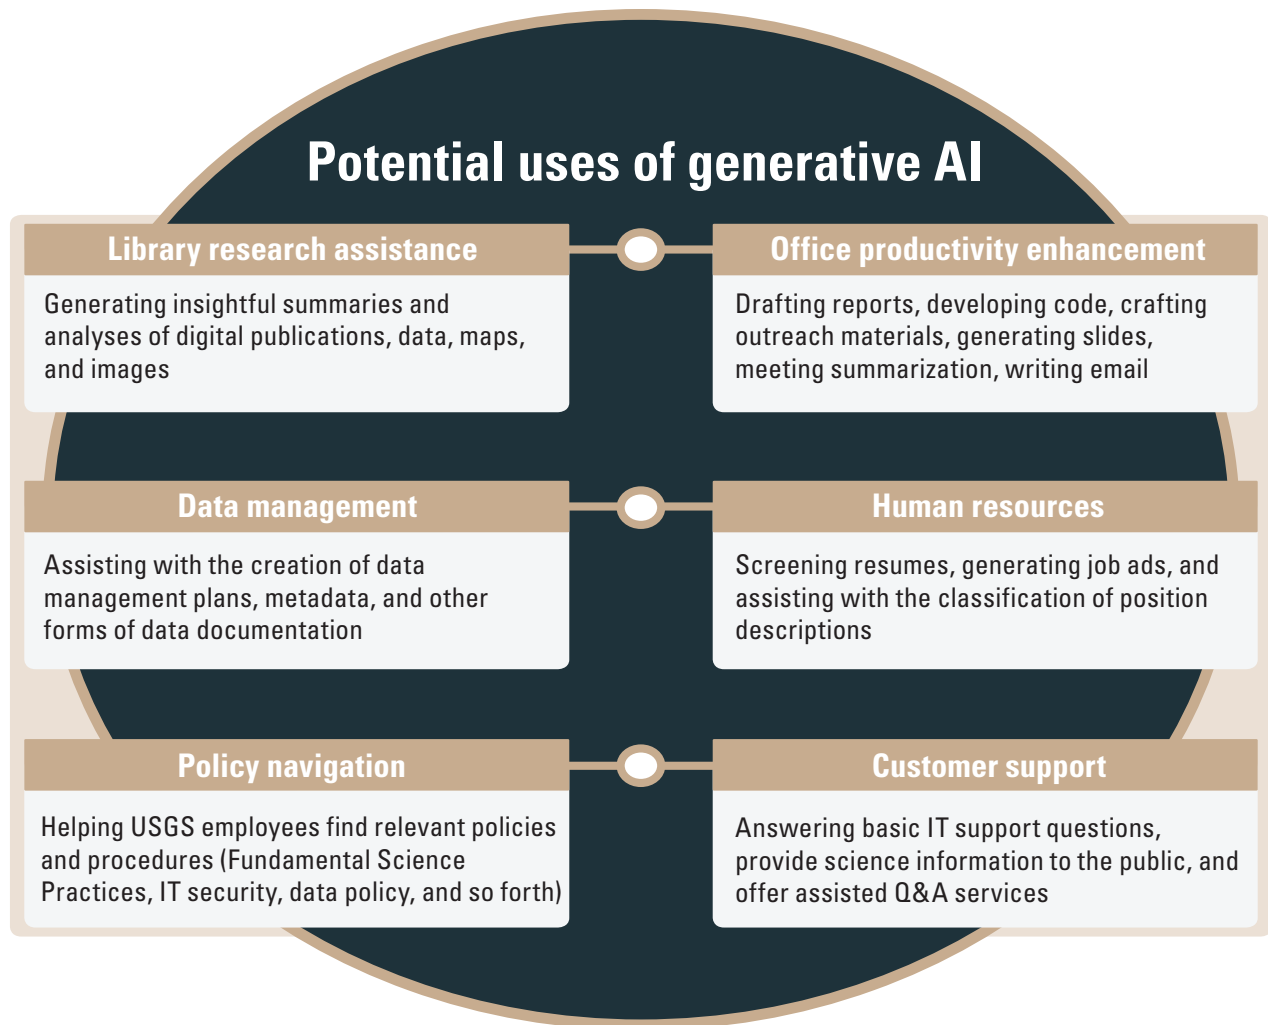 Potential uses of generative AI
Library research assistance
Generating insightful summaries and
analyses of digital publications, data, maps,
and images
Office productivity enhancement
Drafting reports, developing code, crafting
outreach materials, generating slides,
meeting summarization, writing email
Data management
Assisting with the creation of data
management plans, metadata, and other
forms of data documentation
Human resources
Screening resumes, generating job ads, and
assisting with the classification of position
descriptions
Policy navigation
Helping USGS employees find relevant policies
and procedures (Fundamental Science
Practices, IT security, data policy, and so forth)
Customer support
Answering basic IT support questions,
provide science information to the public, and
offer assisted Q&A services